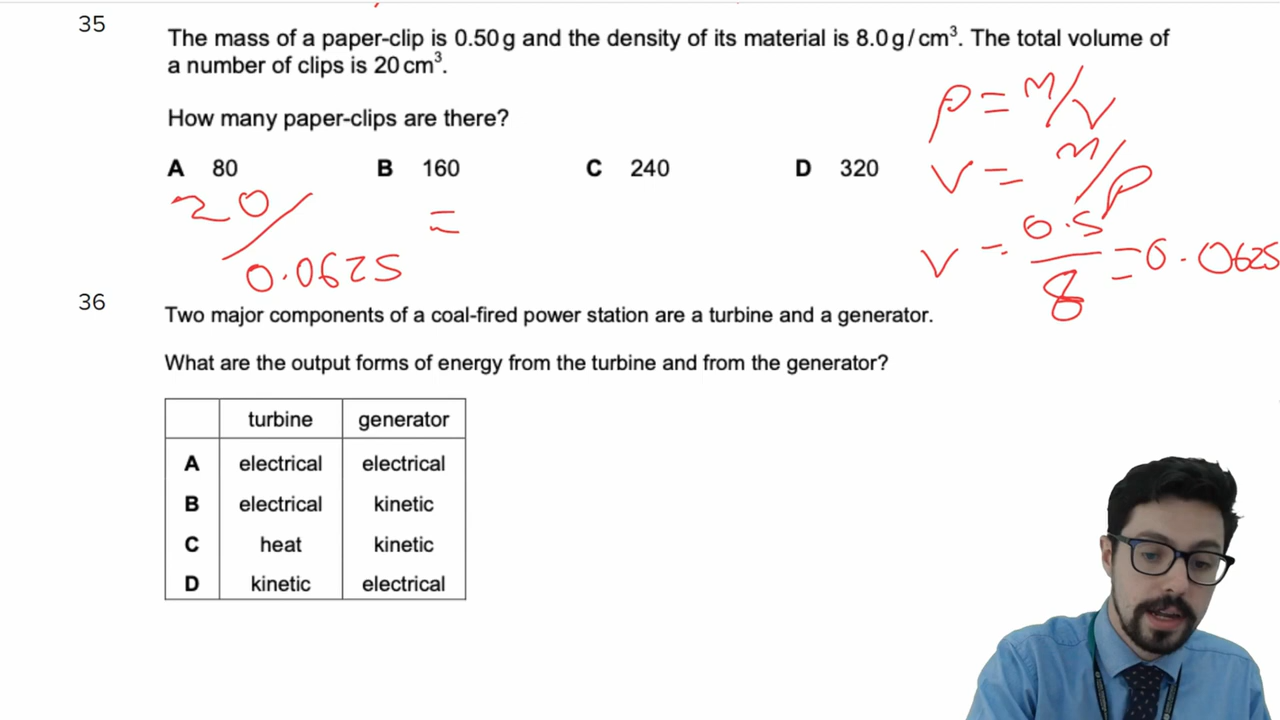 35
The mass of a paper-clip is 0.50 g and the density of its material is 8.0 g / cm³. The total volume of
a number of clips is 20 cm³.
How many paper-clips are there?
A 80 B 160 C 240 D 320
ρ = M/V
V = M/ρ
V = 0.5/8 = 0.0625
20/0.0625 =
36
Two major components of a coal-fired power station are a turbine and a generator.
What are the output forms of energy from the turbine and from the generator?
turbine generator
A electrical electrical
B electrical kinetic
C heat kinetic
D kinetic electrical